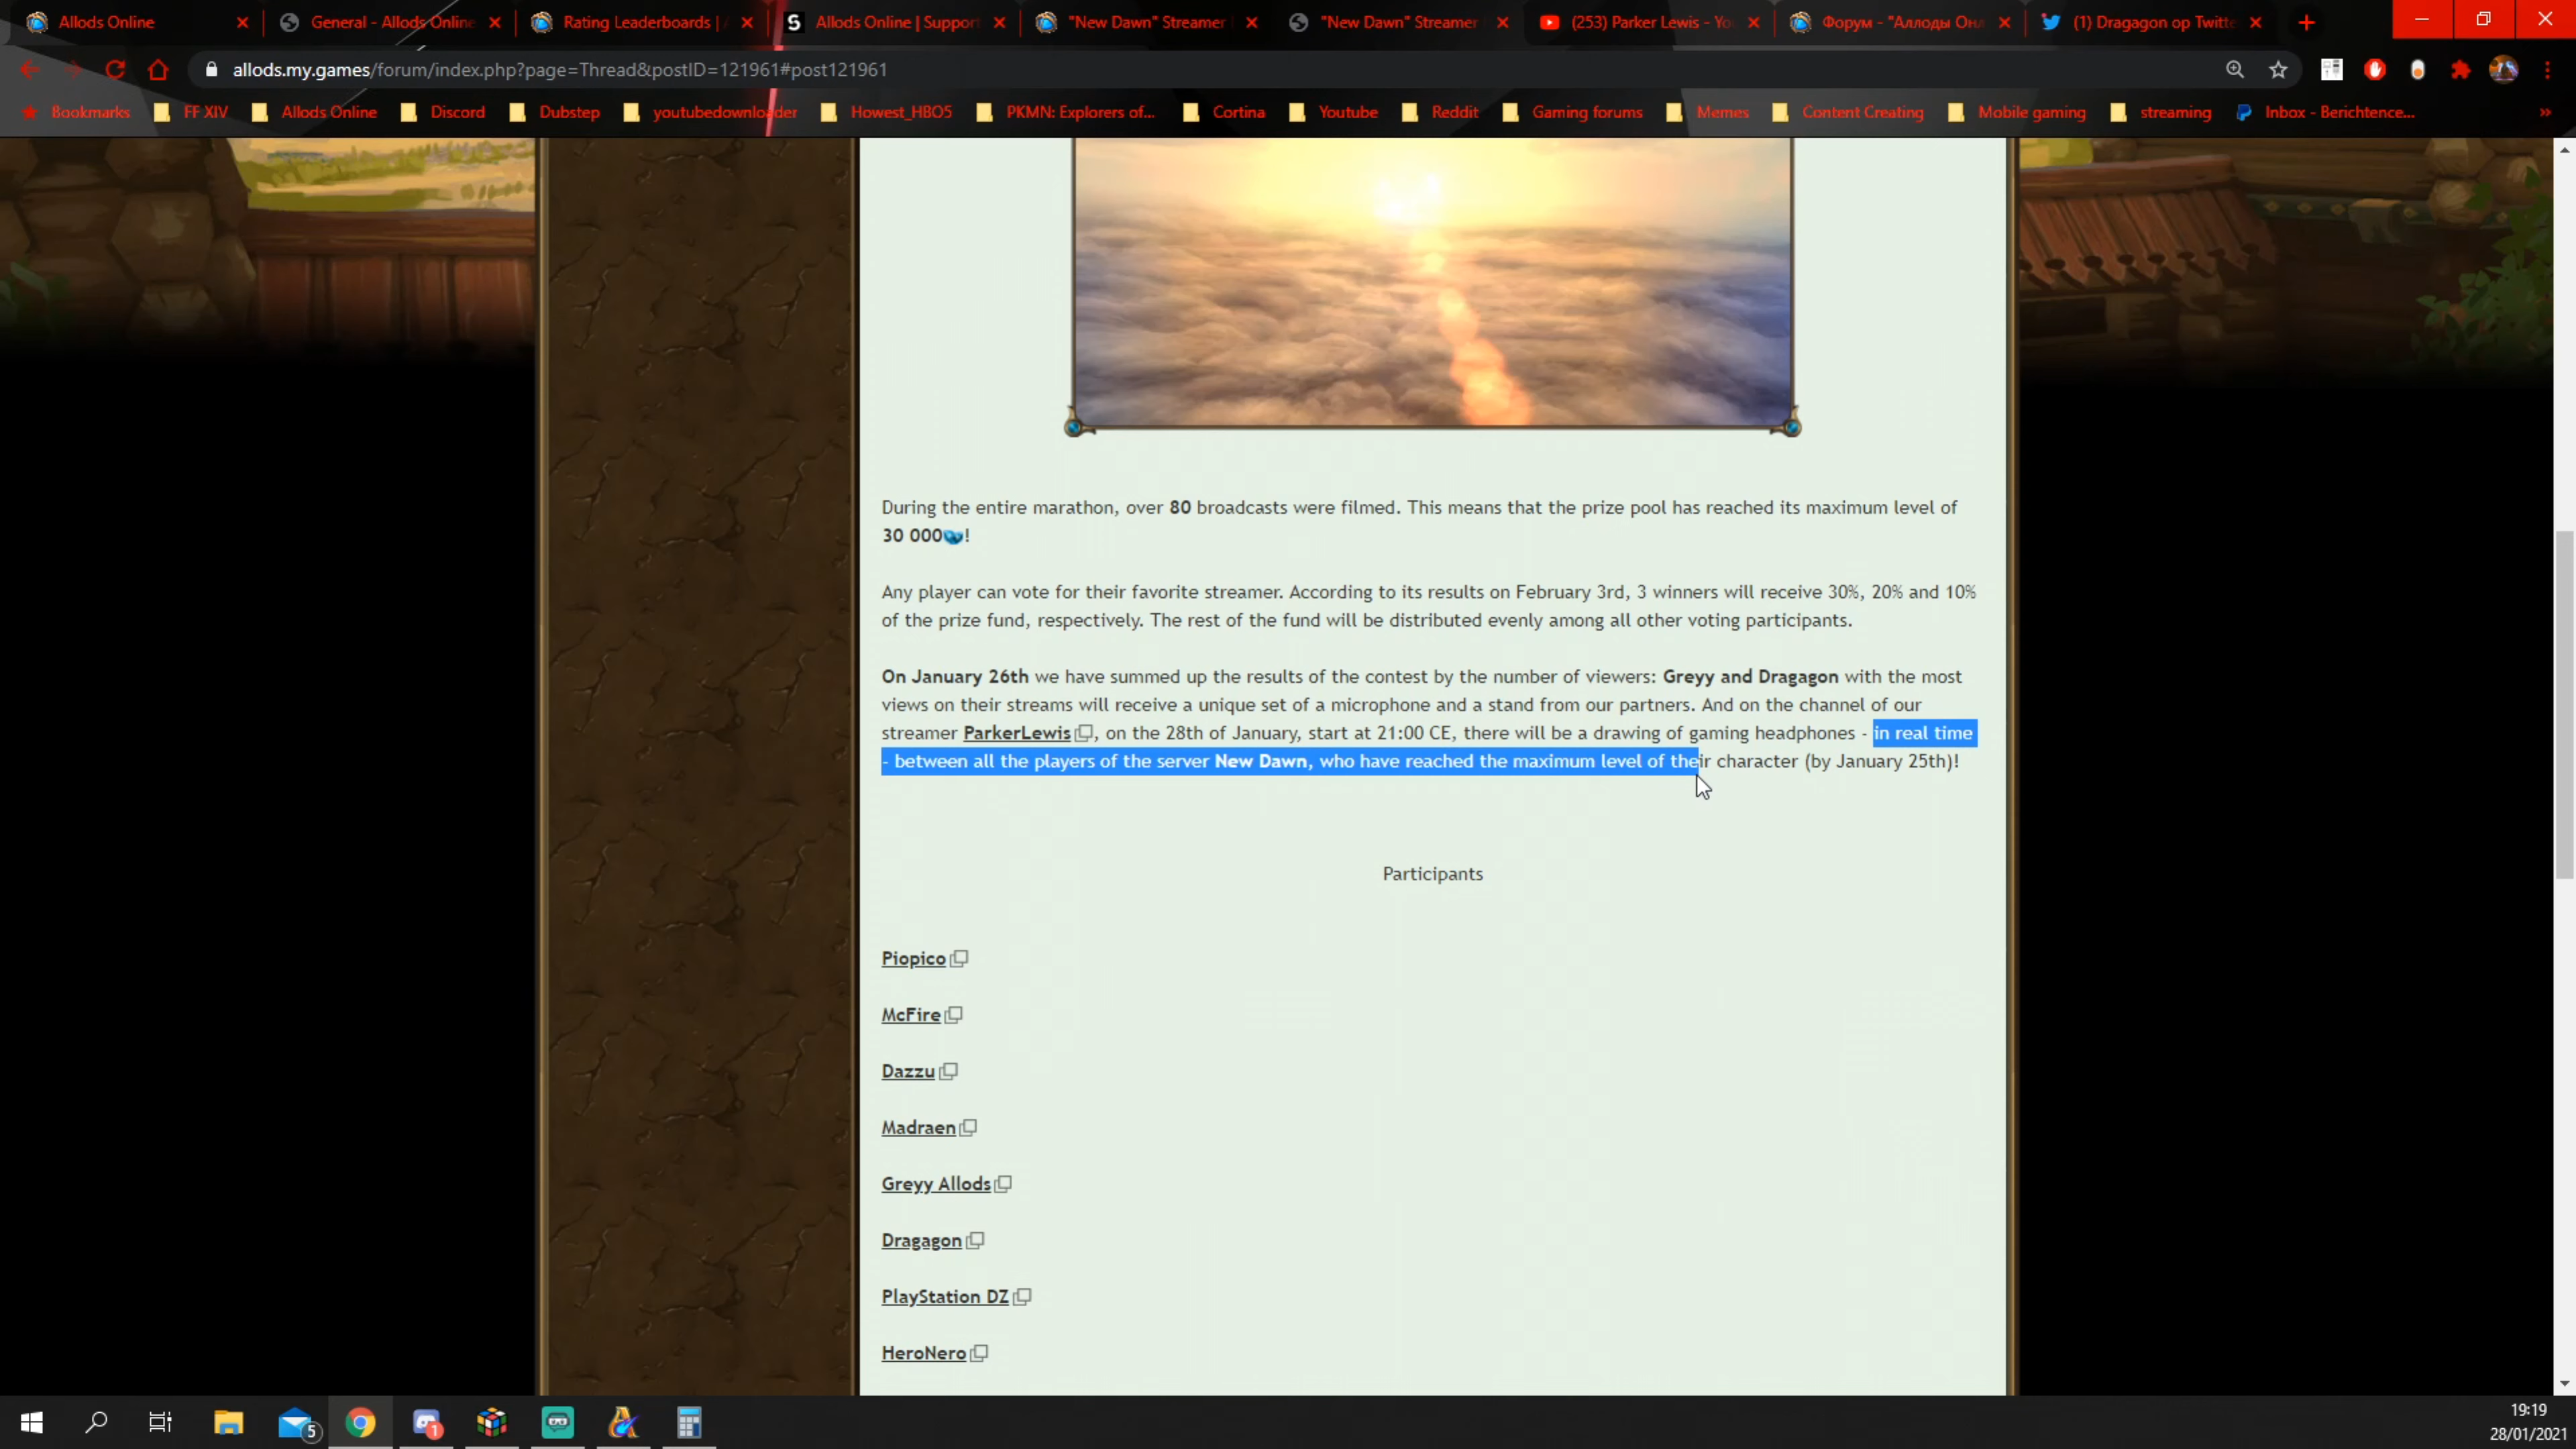 Allods Online
General - Allods Online
Rating Leaderboards |
Allods Online | Support
"New Dawn" Streamer
"New Dawn" Streamer
(253) Parker Lewis - Yo
Форум - "Аллоды Онл
(1) Dragagon op Twitte
allods.my.games/forum/index.php?page=Thread&postID=121961#post121961
Bookmarks
FF XIV
Allods Online
Discord
Dubstep
youtubedownloader
Howest_HBO5
PKMN: Explorers of...
Cortina
Youtube
Reddit
Gaming forums
Memes
Content Creating
Mobile gaming
streaming
Inbox - Berichtence...
»
During the entire marathon, over 80 broadcasts were filmed. This means that the prize pool has reached its maximum level of
30 000!
Any player can vote for their favorite streamer. According to its results on February 3rd, 3 winners will receive 30%, 20% and 10%
of the prize fund, respectively. The rest of the fund will be distributed evenly among all other voting participants.
On January 26th we have summed up the results of the contest by the number of viewers: Greyy and Dragagon with the most
views on their streams will receive a unique set of a microphone and a stand from our partners. And on the channel of our
streamer ParkerLewis, on the 28th of January, start at 21:00 CE, there will be a drawing of gaming headphones - in real time
- between all the players of the server New Dawn, who have reached the maximum level of their character (by January 25th)!
Participants
Piopico
McFire
Dazzu
Madraen
Greyy Allods
Dragagon
PlayStation DZ
HeroNero
5
1
19:19
28/01/2021